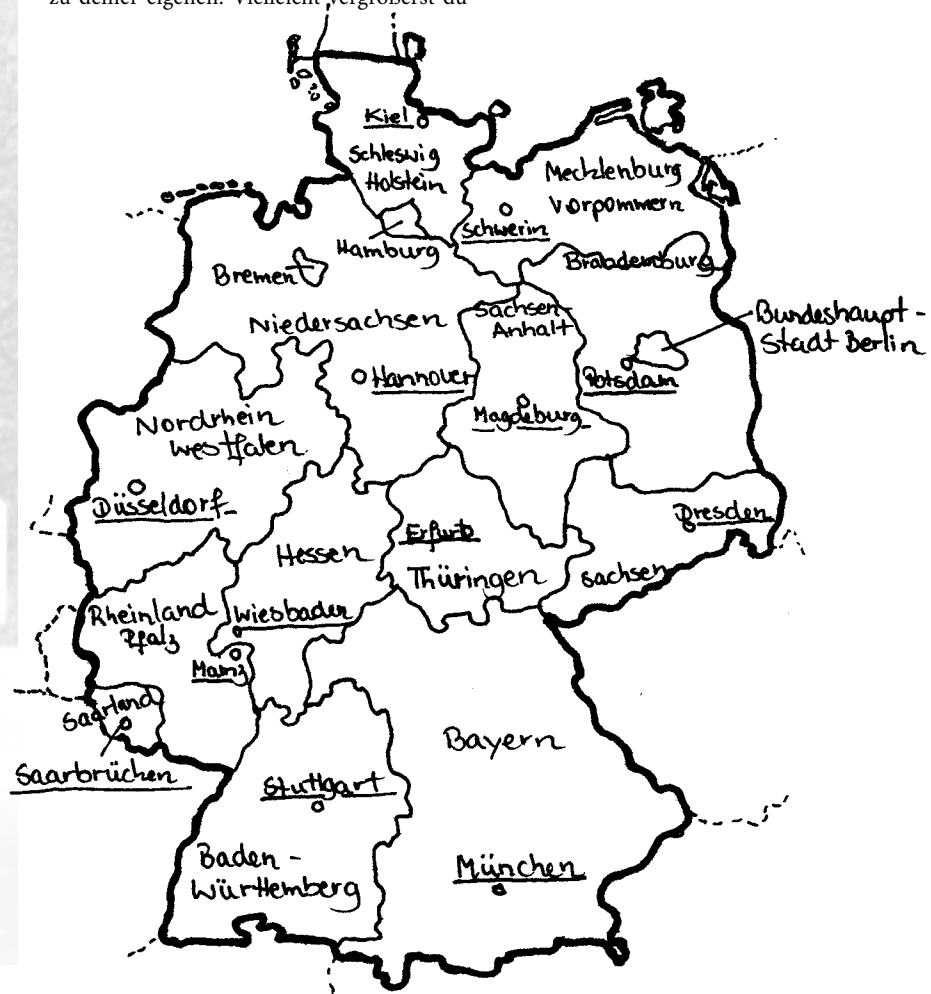 zu deiner eigenen. Vielleicht vergrößerst du
Kiel
Schleswig
Holstein
Mecklenburg
Vorpommern
Schwerin
Hamburg
Bremen
Brabdemburg
Niedersachsen
Sachsen-
Anhalt
Bundeshaupt-
Stadt Berlin
Hannover
Potsdam
Magdeburg
Nordrhein
Westfalen
Düsseldorf
Dresden
Erfurt
Hessen
Thüringen
Sachsen
Rheinland
Pfalz
Wiesbaden
Mainz
Saarland
Saarbrücken
Bayern
Stuttgart
Baden-
Württemberg
München